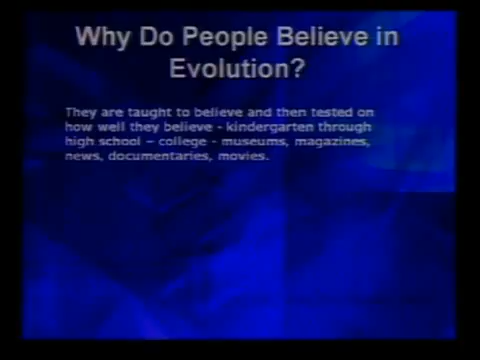 Why Do People Believe in
Evolution?
They are taught to believe and then tested on
how well they believe - kindergarten through
high school – college - museums, magazines,
news, documentaries, movies.